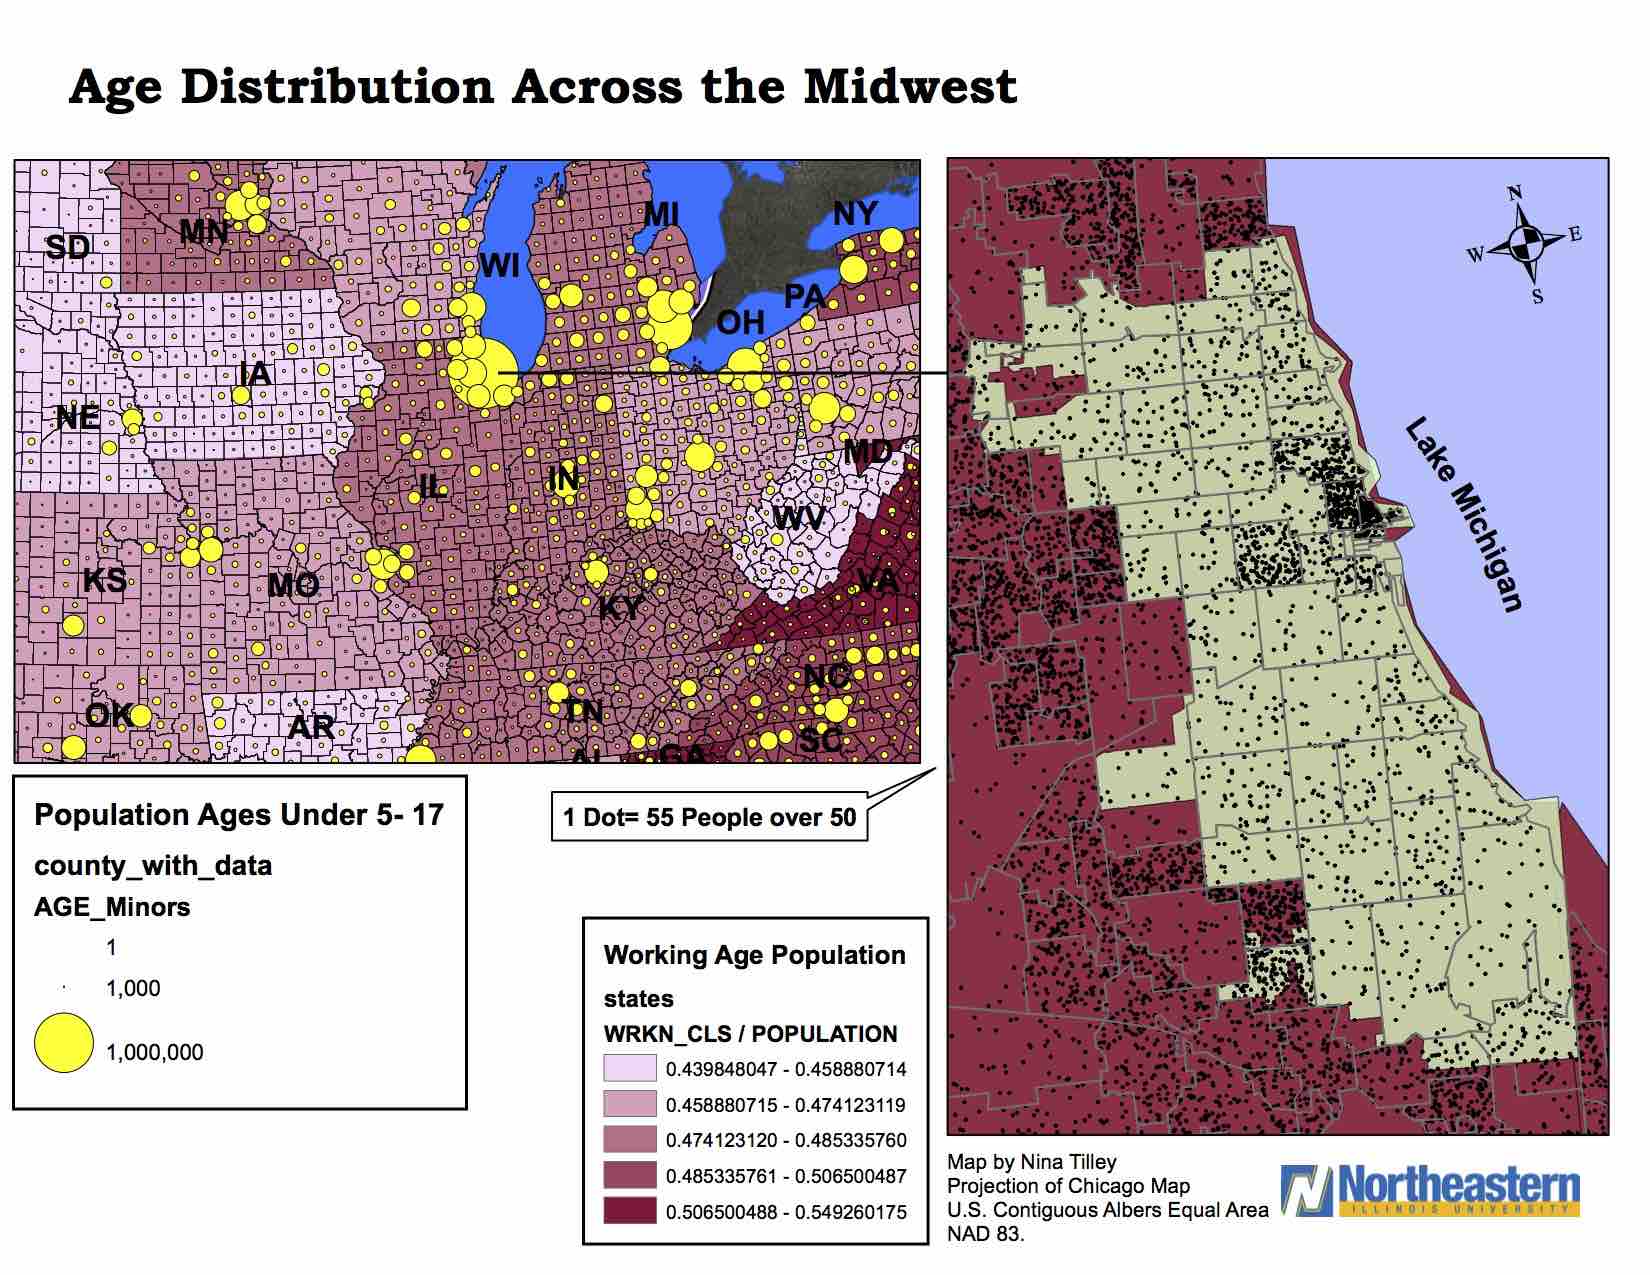 Age Distribution Across the Midwest
SD
MN
WI
MI
NY
PA
OH
IA
NE
MD
IL
IN
WV
KS
MO
KY
VA
NC
OK
AR
TN
SC
AL
GA
N
W
E
S
Lake Michigan
1 Dot= 55 People over 50
Population Ages Under 5- 17
county_with_data
AGE_Minors
1
1,000
1,000,000
Working Age Population
states
WRKN_CLS / POPULATION
0.439848047 - 0.458880714
0.458880715 - 0.474123119
0.474123120 - 0.485335760
0.485335761 - 0.506500487
0.506500488 - 0.549260175
Map by Nina Tilley
Projection of Chicago Map
U.S. Contiguous Albers Equal Area
NAD 83.
N Northeastern
ILLINOIS UNIVERSITY